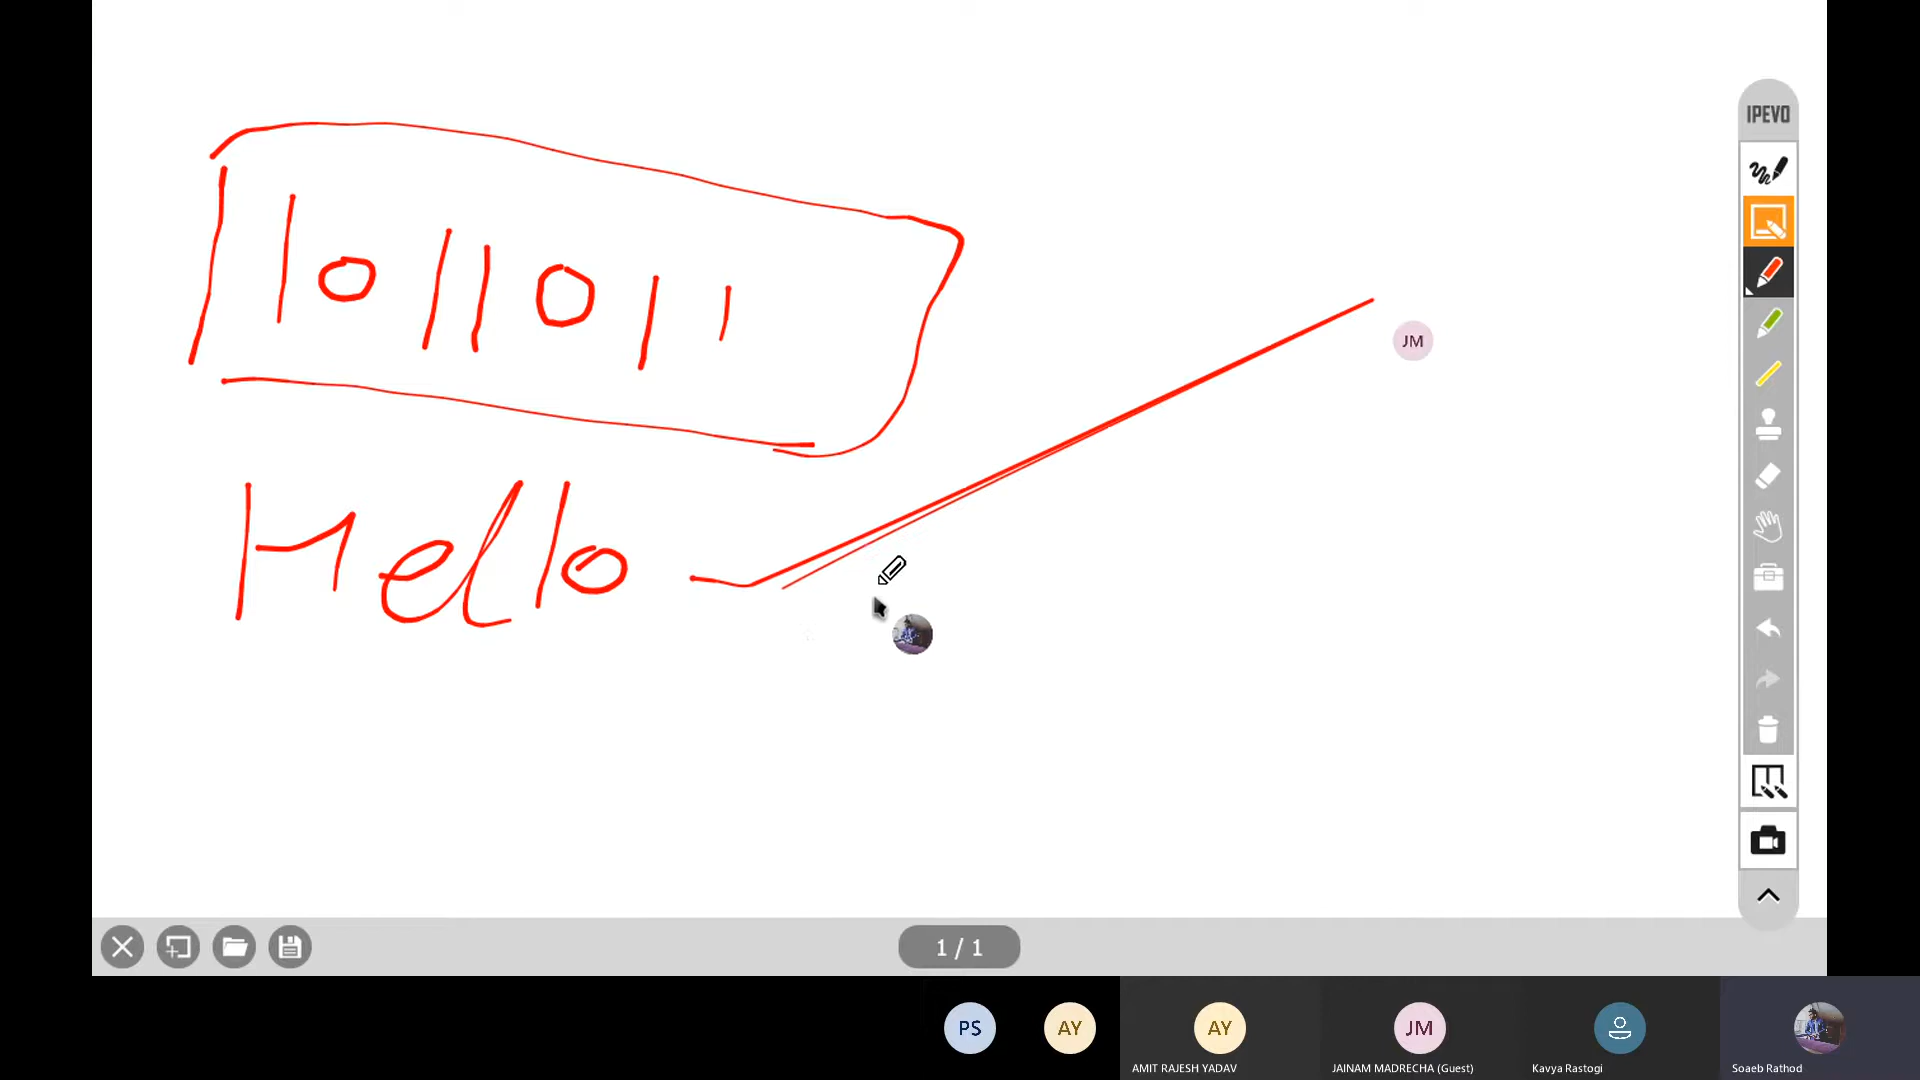 1011011
Hello
IPEVO
JM
1 / 1
PS
AY
AY
JM
AMIT RAJESH YADAV
JAINAM MADRECHA (Guest)
Kavya Rastogi
Soaeb Rathod